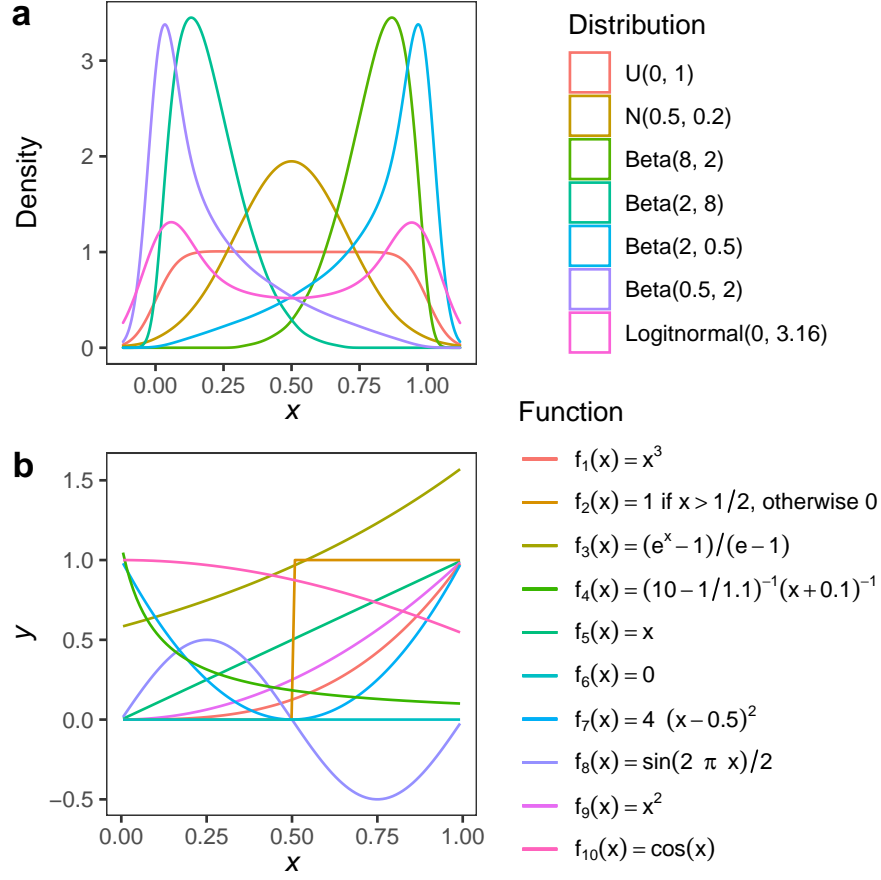 a
3
2
1
0
Density
0.00 0.25 0.50 0.75 1.00
x
Distribution
U(0, 1)
N(0.5, 0.2)
Beta(8, 2)
Beta(2, 8)
Beta(2, 0.5)
Beta(0.5, 2)
Logitnormal(0, 3.16)
b
1.5
1.0
0.5
0.0
−0.5
y
0.00 0.25 0.50 0.75 1.00
x
Function
f₁(x) = x³
f₂(x) = 1 if x > 1/2, otherwise 0
f₃(x) = (eˣ − 1)/(e − 1)
f₄(x) = (10 − 1/1.1)⁻¹(x + 0.1)⁻¹
f₅(x) = x
f₆(x) = 0
f₇(x) = 4 (x − 0.5)²
f₈(x) = sin(2 π x)/2
f₉(x) = x²
f₁₀(x) = cos(x)